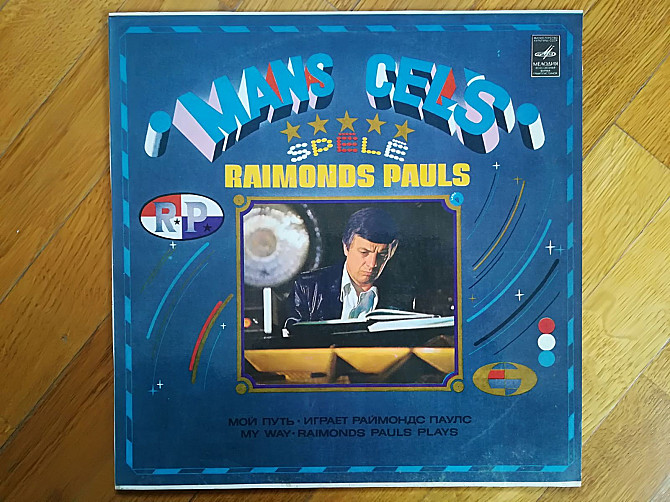 МЕЛОДИЯ
MANS CEĻŠ
SPĒLĒ
RAIMONDS PAULS
R.P.
МОЙ ПУТЬ · ИГРАЕТ РАЙМОНДС ПАУЛС
MY WAY · RAIMONDS PAULS PLAYS